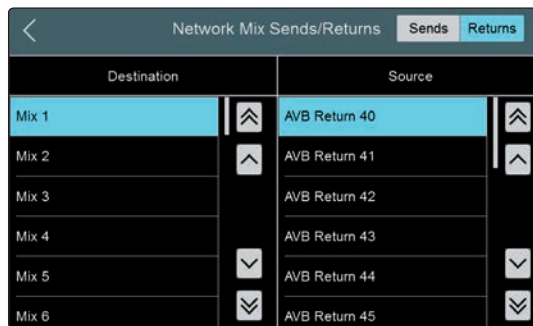 Network Mix Sends/Returns Sends Returns
Destination Source
Mix 1 AVB Return 40
Mix 2 AVB Return 41
Mix 3 AVB Return 42
Mix 4 AVB Return 43
Mix 5 AVB Return 44
Mix 6 AVB Return 45